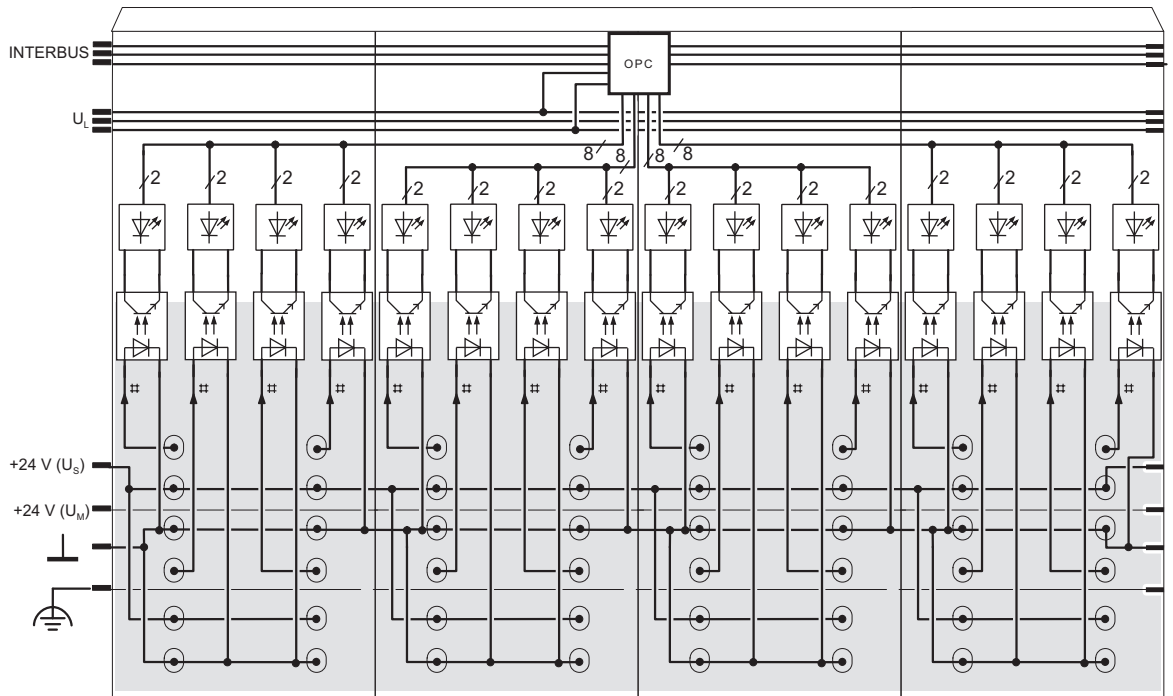 INTERBUS
OPC
U_L
8 8 8 8
2 2 2 2 2 2 2 2 2 2 2 2 2 2 2 2
# # # # # # # # # # # # # # # #
+24 V (U_S)
+24 V (U_M)